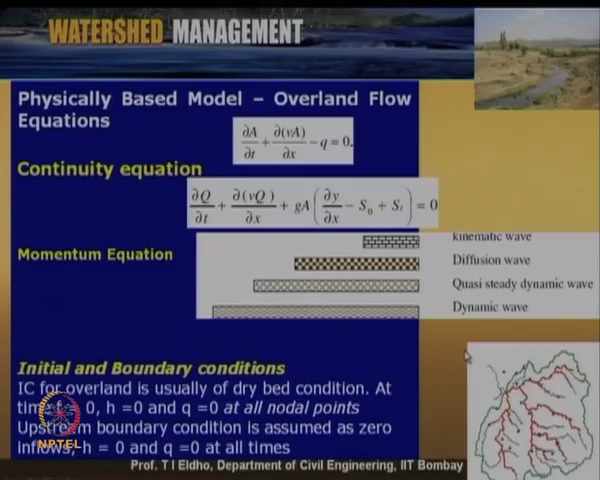 WATERSHED MANAGEMENT
Physically Based Model – Overland Flow
Equations
∂A/∂t + ∂(vA)/∂x − q = 0.
Continuity equation
∂Q/∂t + ∂(vQ)/∂x + gA(∂y/∂x − S₀ + S_f) = 0
kinematic wave
Momentum Equation
Diffusion wave
Quasi steady dynamic wave
Dynamic wave
Initial and Boundary conditions
IC for overland is usually of dry bed condition. At
time t = 0, h =0 and q =0 at all nodal points
Upstream boundary condition is assumed as zero
inflows, h = 0 and q =0 at all times
NPTEL
Prof. T I Eldho, Department of Civil Engineering, IIT Bombay